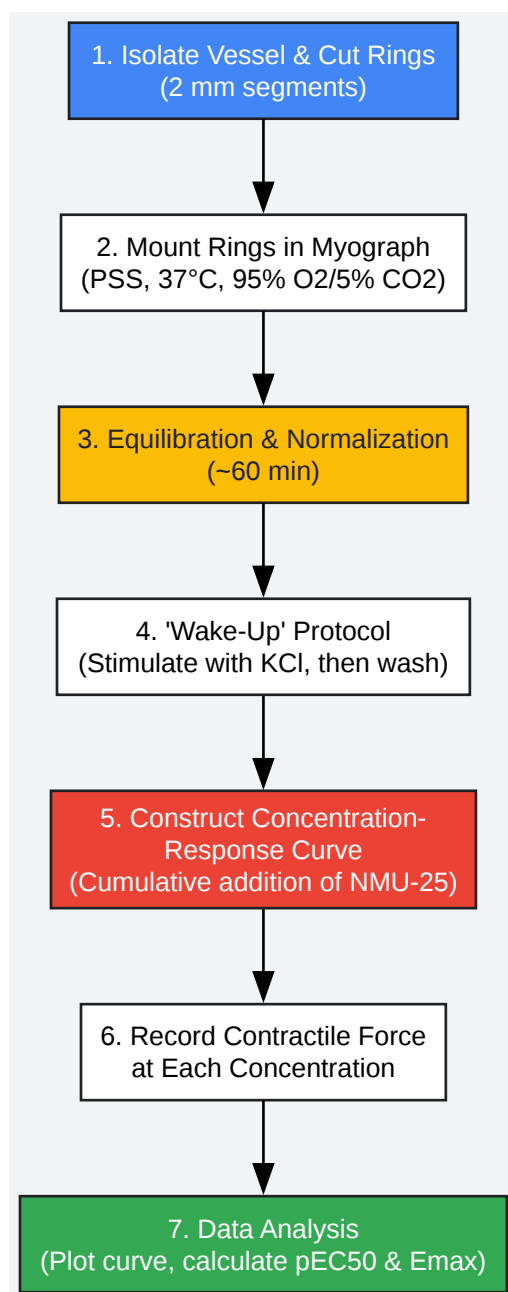 1. Isolate Vessel & Cut Rings
(2 mm segments)
2. Mount Rings in Myograph
(PSS, 37°C, 95% O2/5% CO2)
3. Equilibration & Normalization
(~60 min)
4. 'Wake-Up' Protocol
(Stimulate with KCl, then wash)
5. Construct Concentration-
Response Curve
(Cumulative addition of NMU-25)
6. Record Contractile Force
at Each Concentration
7. Data Analysis
(Plot curve, calculate pEC50 & Emax)